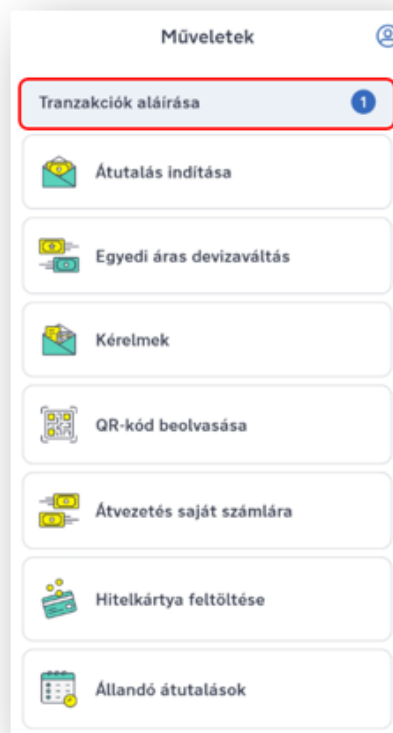 Műveletek
Tranzakciók aláírása 1
Átutalás indítása
Egyedi áras devizaváltás
Kérelmek
QR-kód beolvasása
Átvezetés saját számlára
Hitelkártya feltöltése
Állandó átutalások